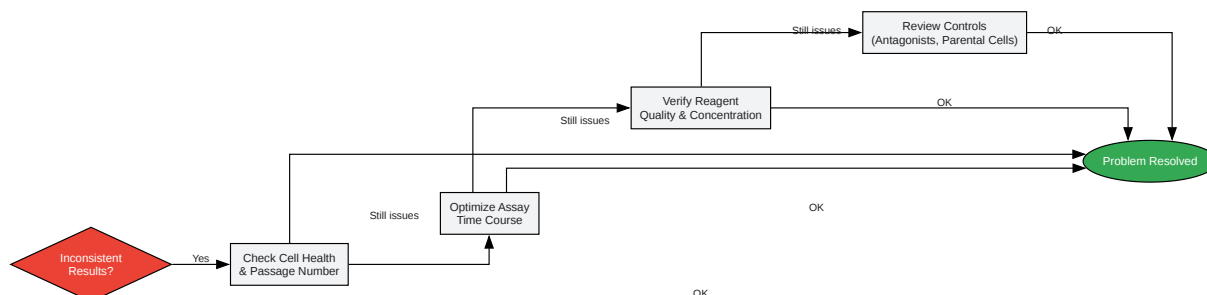 Review Controls
(Antagonists, Parental Cells)
Still issues
OK
Verify Reagent
Quality & Concentration
OK
Still issues
Problem Resolved
Optimize Assay
Time Course
Still issues
OK
Inconsistent
Results?
Yes
Check Cell Health
& Passage Number
OK